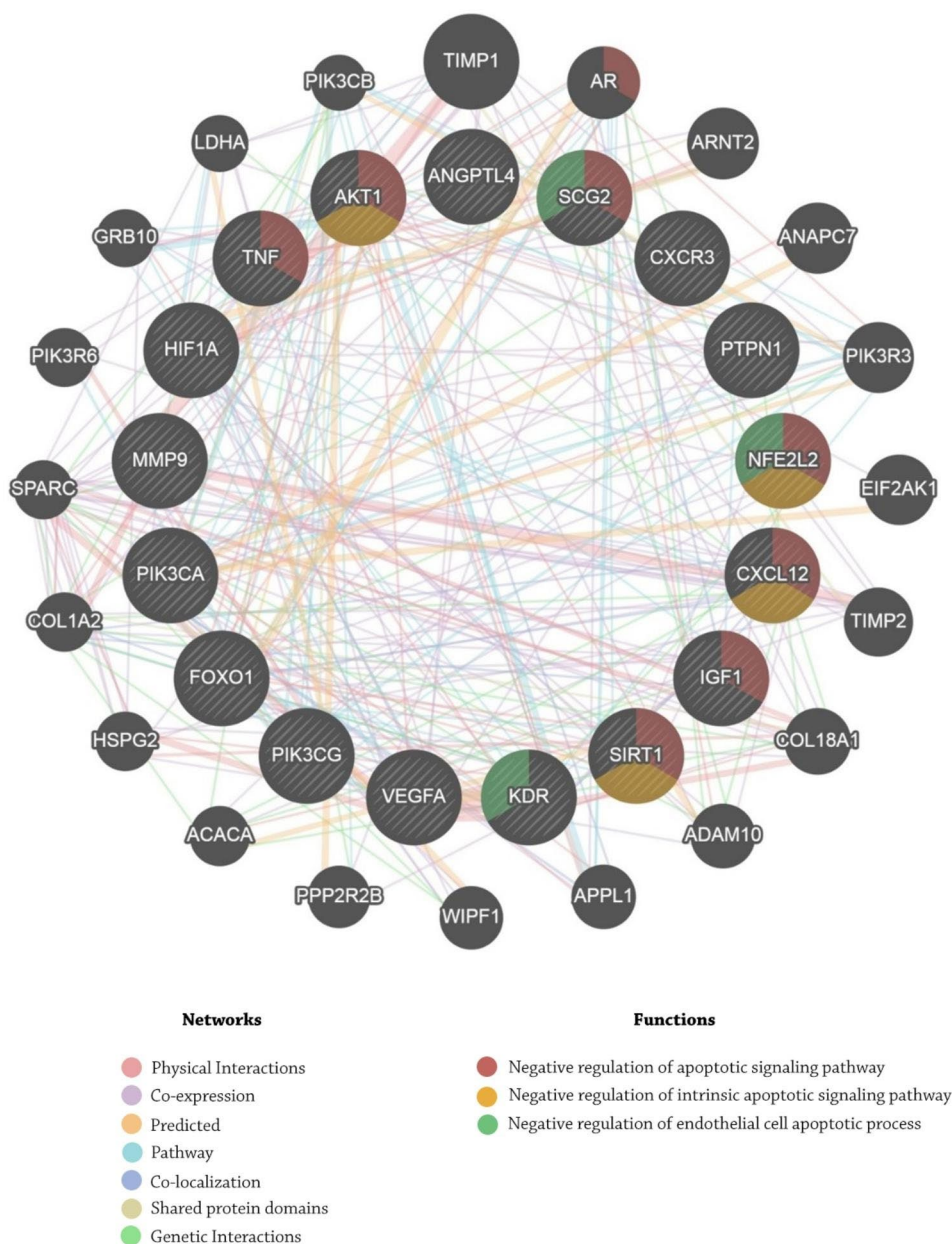 TIMP1
PIK3CB
AR
LDHA
ARNT2
ANGPTL4
AKT1
SCG2
GRB10
ANAPC7
TNF
CXCR3
HIF1A
PTPN1
PIK3R6
PIK3R3
MMP9
NFE2L2
SPARC
EIF2AK1
PIK3CA
CXCL12
COL1A2
TIMP2
FOXO1
IGF1
HSPG2
COL18A1
PIK3CG
SIRT1
VEGFA
KDR
ACACA
ADAM10
PPP2R2B
APPL1
WIPF1
Networks
Physical Interactions
Co-expression
Predicted
Pathway
Co-localization
Shared protein domains
Genetic Interactions
Functions
Negative regulation of apoptotic signaling pathway
Negative regulation of intrinsic apoptotic signaling pathway
Negative regulation of endothelial cell apoptotic process